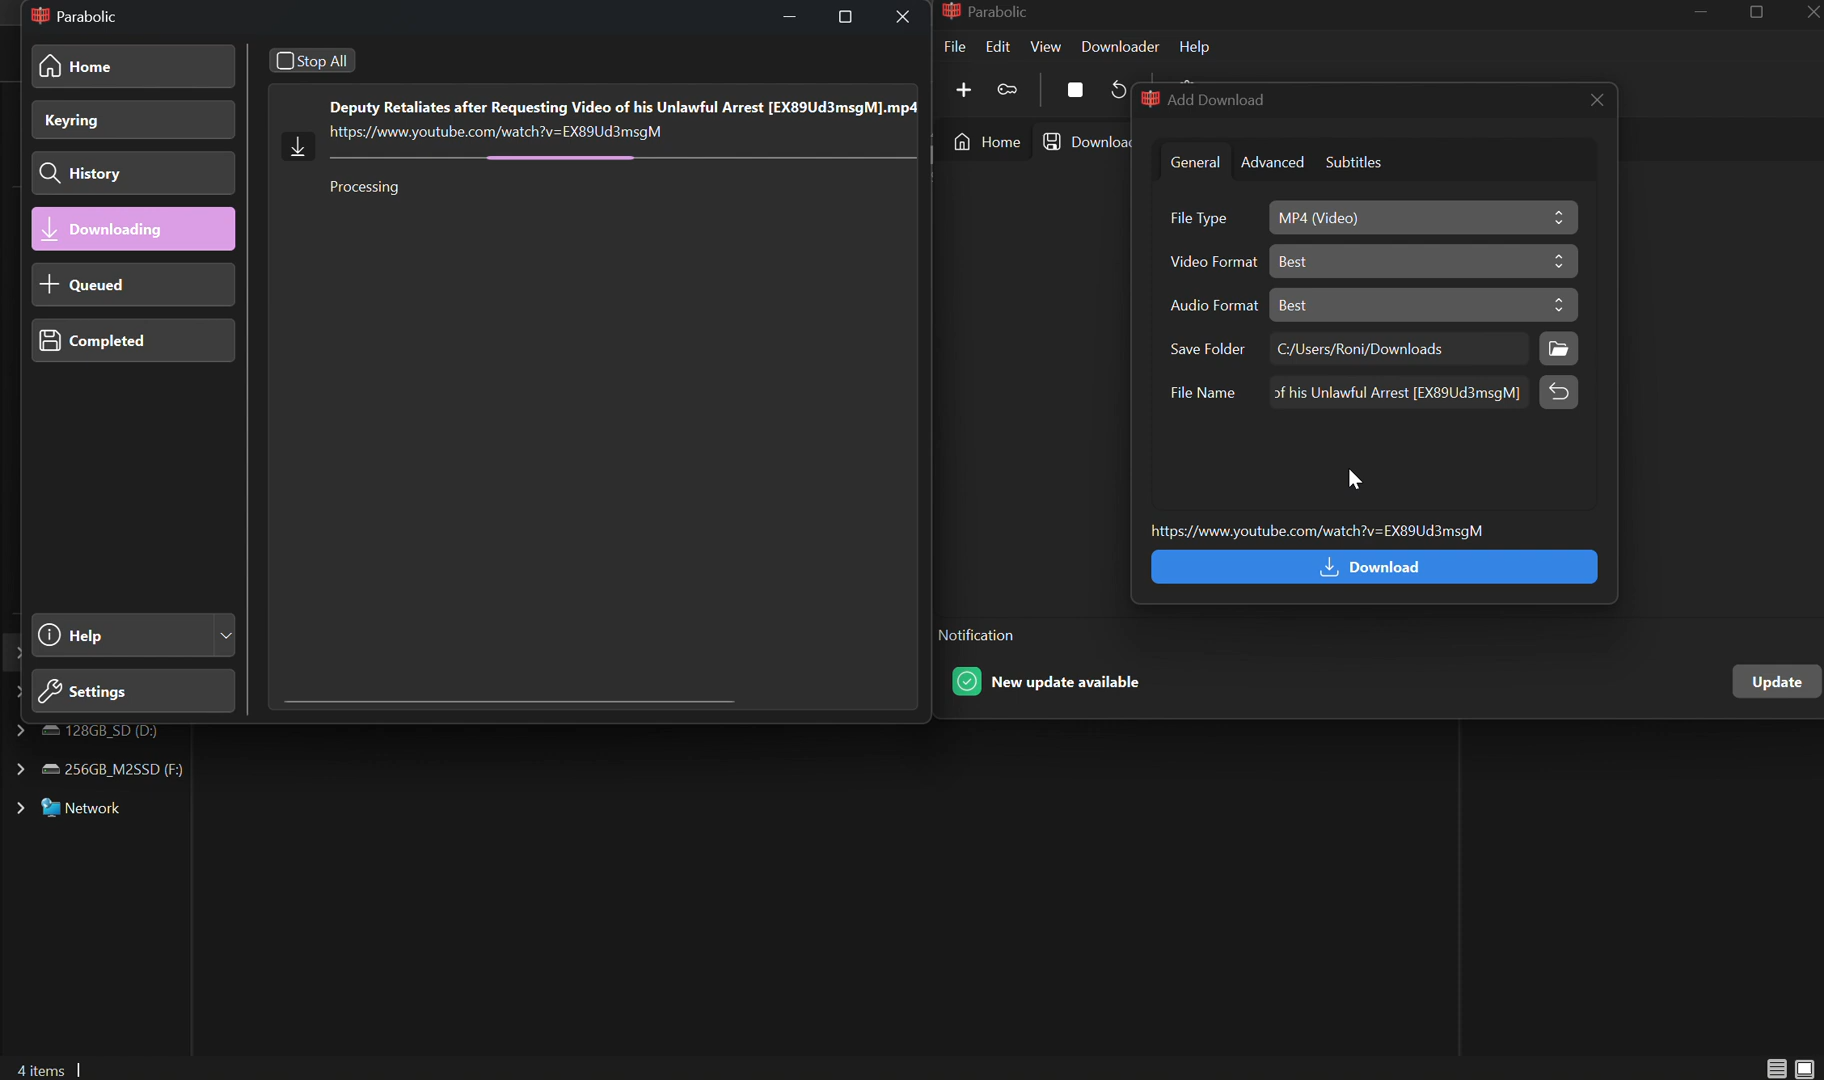 Parabolic
Home
Keyring
History
Downloading
Queued
Completed
Help
Settings
Stop All
Deputy Retaliates after Requesting Video of his Unlawful Arrest [EX89Ud3msgM].mp4
https://www.youtube.com/watch?v=EX89Ud3msgM
Processing
Parabolic
File Edit View Downloader Help
Home Download
Add Download
General Advanced Subtitles
File Type MP4 (Video)
Video Format Best
Audio Format Best
Save Folder C:/Users/Roni/Downloads
File Name of his Unlawful Arrest [EX89Ud3msgM]
https://www.youtube.com/watch?v=EX89Ud3msgM
Download
Notification
New update available Update
128GB_SD (D:)
256GB_M2SSD (F:)
Network
4 items